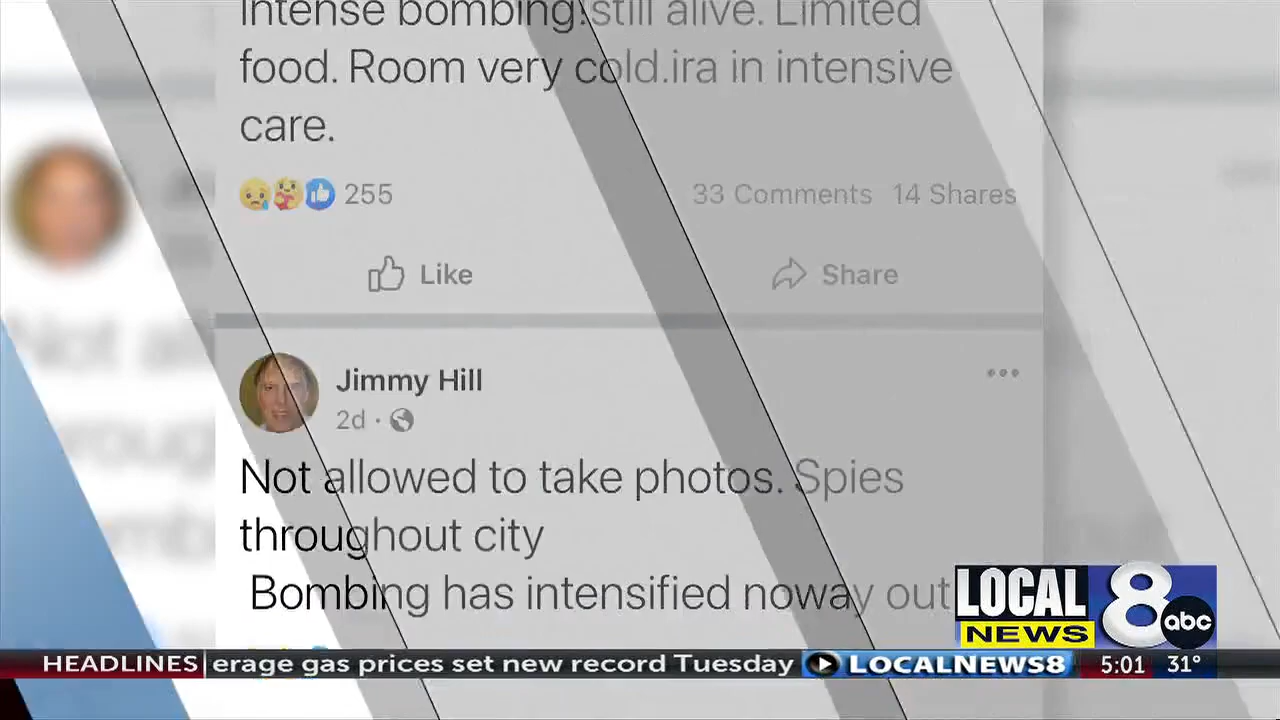 Intense bombing!still alive. Limited
food. Room very cold.ira in intensive
care.
255
33 Comments 14 Shares
Like
Share
Jimmy Hill
2d ·
Not allowed to take photos. Spies
throughout city
Bombing has intensified noway out
LOCAL
NEWS
8
abc
HEADLINES erage gas prices set new record Tuesday LOCALNEWS8 5:01 31°